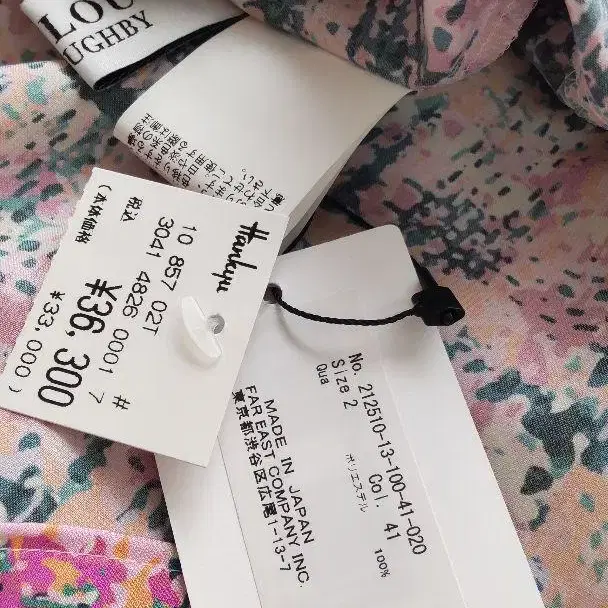 LOU
UGHBY
Hankyu
10 857 02T
3041 4826 0001 7
#
税込 ¥36,300
(本体価格 ¥33,000)
No. 212510-13-100-41-020
Size 2 Col. 41
Qua ポリエステル 100%
MADE IN JAPAN
FAR EAST COMPANY INC.
東京都渋谷区広尾1-13-7